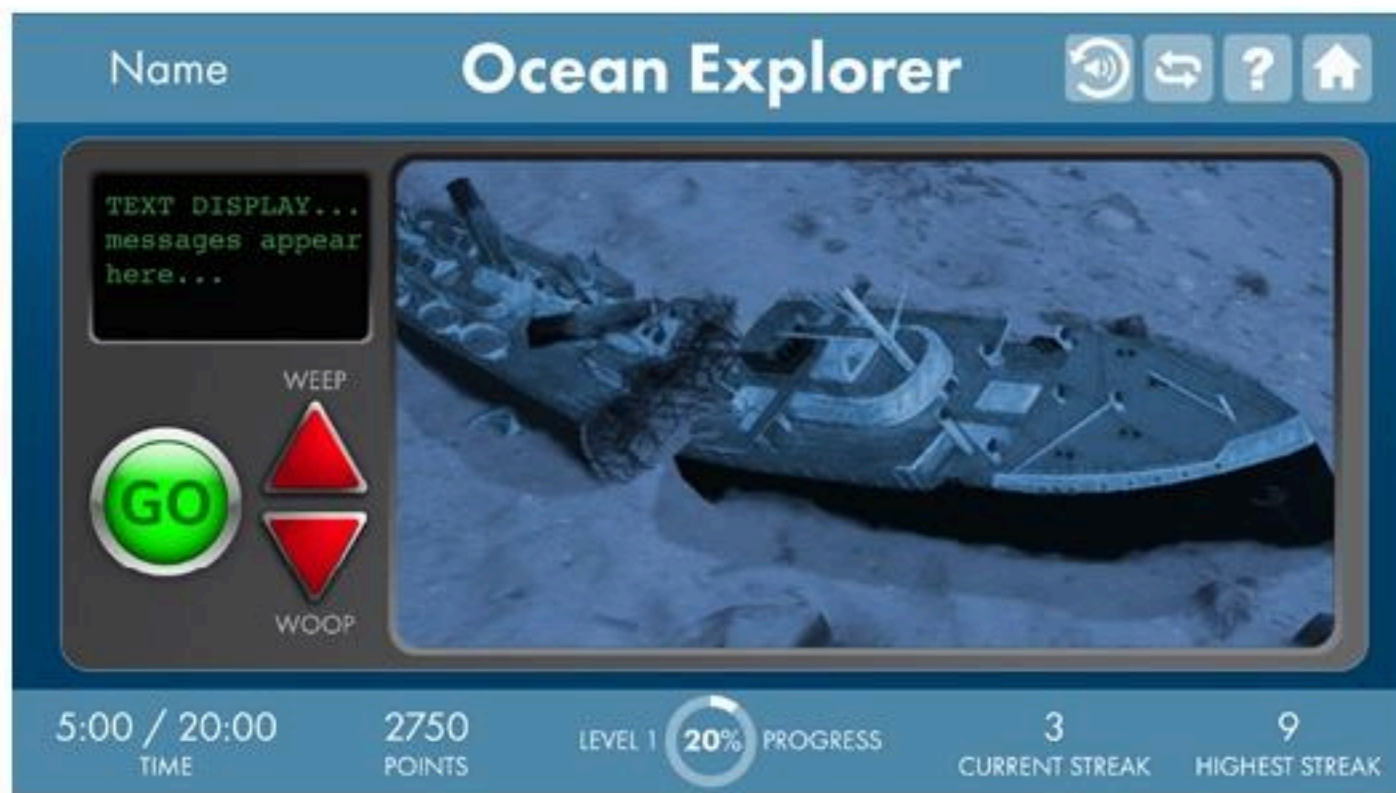 Name
Ocean Explorer
?
TEXT DISPLAY...
messages appear
here...
WEEP
GO
WOOP
5:00 / 20:00
TIME
2750
POINTS
LEVEL 1 20% PROGRESS
3
CURRENT STREAK
9
HIGHEST STREAK